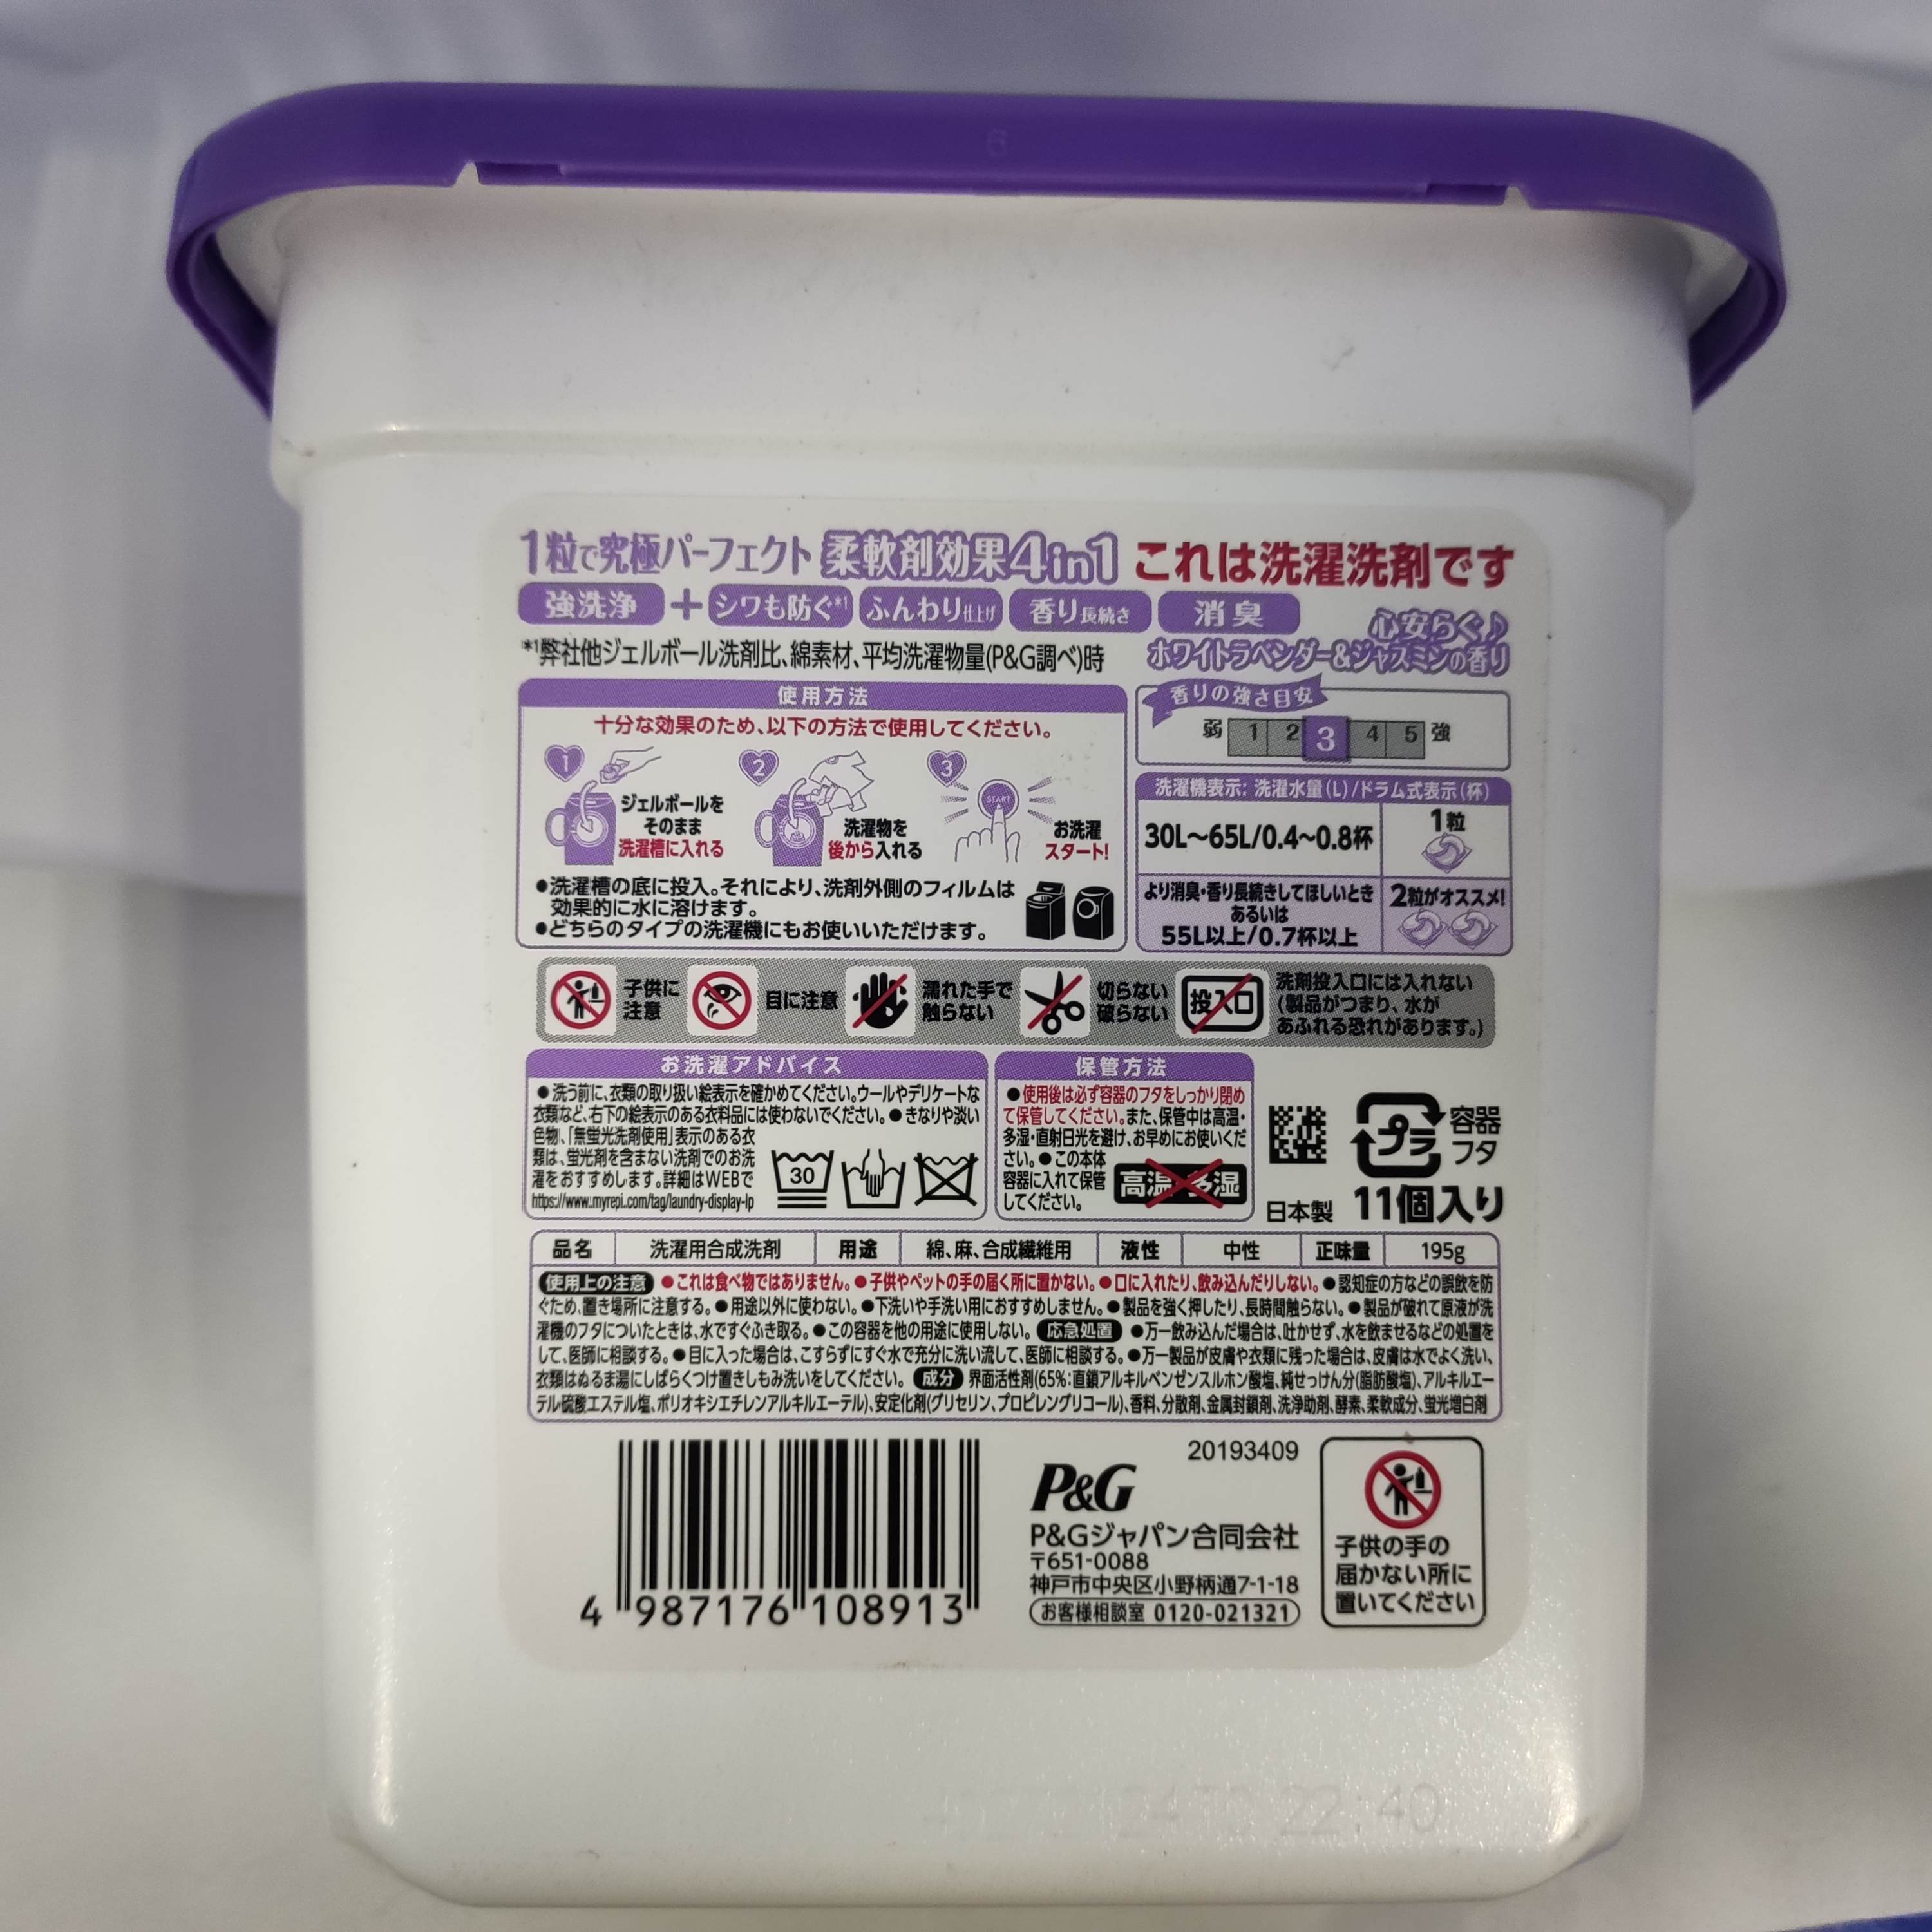 1粒で究極パーフェクト 柔軟剤効果4in1 これは洗濯洗剤です
強洗浄 + シワも防ぐ*1 ふんわり仕上げ 香り長続き 消臭
*1弊社他ジェルボール洗剤比、綿素材、平均洗濯物量(P&G調べ)時
心安らぐ♪
ホワイトラベンダー&ジャスミンの香り
使用方法
十分な効果のため、以下の方法で使用してください。
1
ジェルボールを
そのまま
洗濯槽に入れる
2
洗濯物を
後から入れる
3
START
お洗濯
スタート!
●洗濯槽の底に投入。それにより、洗剤外側のフィルムは
効果的に水に溶けます。
●どちらのタイプの洗濯機にもお使いいただけます。
香りの強さ目安
弱 1 2 3 4 5 強
洗濯機表示: 洗濯水量(L)/ドラム式表示(杯)
30L～65L/0.4～0.8杯 1粒
より消臭・香り長続きしてほしいとき
あるいは
55L以上/0.7杯以上
2粒がオススメ!
子供に
注意
目に注意
濡れた手で
触らない
切らない
破らない
投入口
洗剤投入口には入れない
(製品がつまり、水が
あふれる恐れがあります。)
お洗濯アドバイス
●洗う前に、衣類の取り扱い絵表示を確かめてください。ウールやデリケートな
衣類など、右下の絵表示のある衣料品には使わないでください。●きなりや淡い
色物、「無蛍光洗剤使用」表示のある衣
類は、蛍光剤を含まない洗剤でのお洗
濯をおすすめします。詳細はWEBで
https://www.myrepi.com/tag/laundry-display-lp
30
保管方法
●使用後は必ず容器のフタをしっかり閉め
て保管してください。また、保管中は高温・
多湿・直射日光を避け、お早めにお使いくだ
さい。●この本体
容器に入れて保管
してください。
高温 多湿
プラ
容器
フタ
日本製 11個入り
品名 洗濯用合成洗剤 用途 綿、麻、合成繊維用 液性 中性 正味量 195g
使用上の注意 ●これは食べ物ではありません。●子供やペットの手の届く所に置かない。●口に入れたり、飲み込んだりしない。●認知症の方などの誤飲を防
ぐため、置き場所に注意する。●用途以外に使わない。●下洗いや手洗い用におすすめしません。●製品を強く押したり、長時間触らない。●製品が破れて原液が洗
濯機のフタについたときは、水ですぐふき取る。●この容器を他の用途に使用しない。 応急処置 ●万一飲み込んだ場合は、吐かせず、水を飲ませるなどの処置を
して、医師に相談する。●目に入った場合は、こすらずにすぐ水で充分に洗い流して、医師に相談する。●万一製品が皮膚や衣類に残った場合は、皮膚は水でよく洗い、
衣類はぬるま湯にしばらくつけ置きしもみ洗いをしてください。 成分 界面活性剤(65%:直鎖アルキルベンゼンスルホン酸塩、純せっけん分(脂肪酸塩)、アルキルエー
テル硫酸エステル塩、ポリオキシエチレンアルキルエーテル)、安定化剤(グリセリン、プロピレングリコール)、香料、分散剤、金属封鎖剤、洗浄助剤、酵素、柔軟成分、蛍光増白剤
4 987176 108913
20193409
P&G
P&Gジャパン合同会社
〒651-0088
神戸市中央区小野柄通7-1-18
お客様相談室 0120-021321
子供の手の
届かない所に
置いてください
22:40